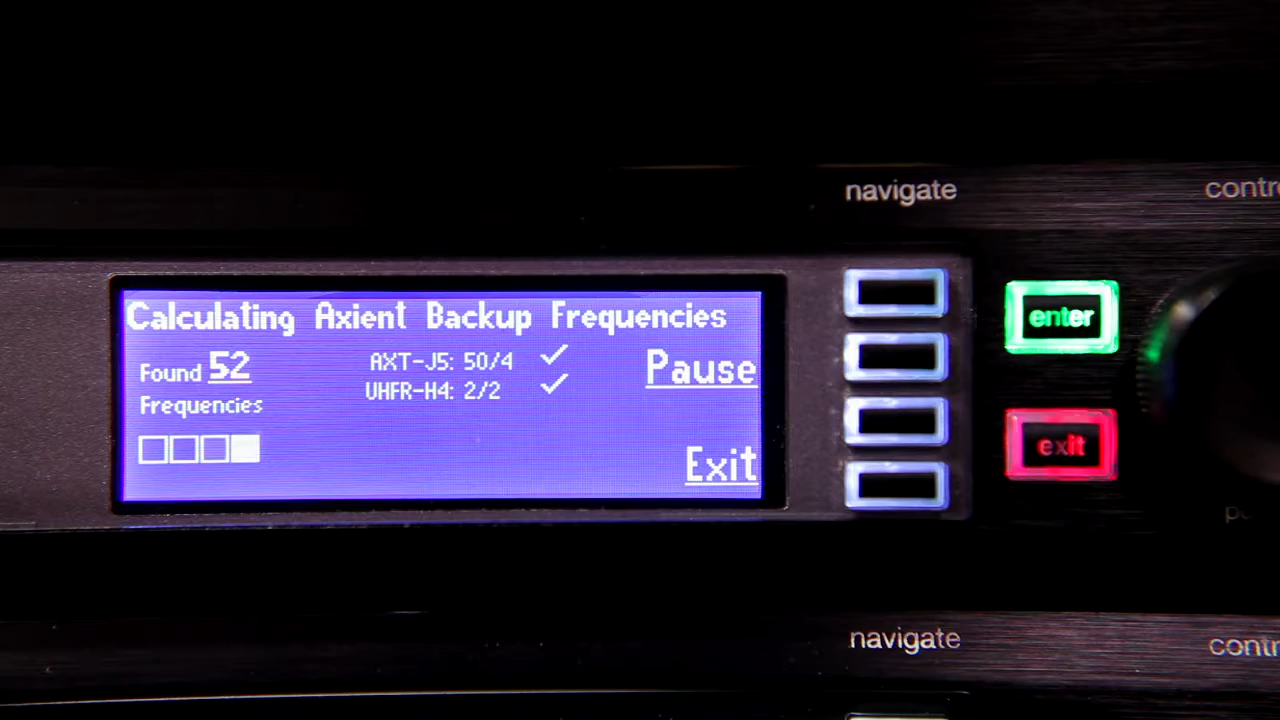 navigate
contr
Calculating Axient Backup Frequencies
Found 52
Frequencies
AXT-J5: 50/4 ✓
UHFR-H4: 2/2 ✓
Pause
Exit
enter
exit
navigate
contr